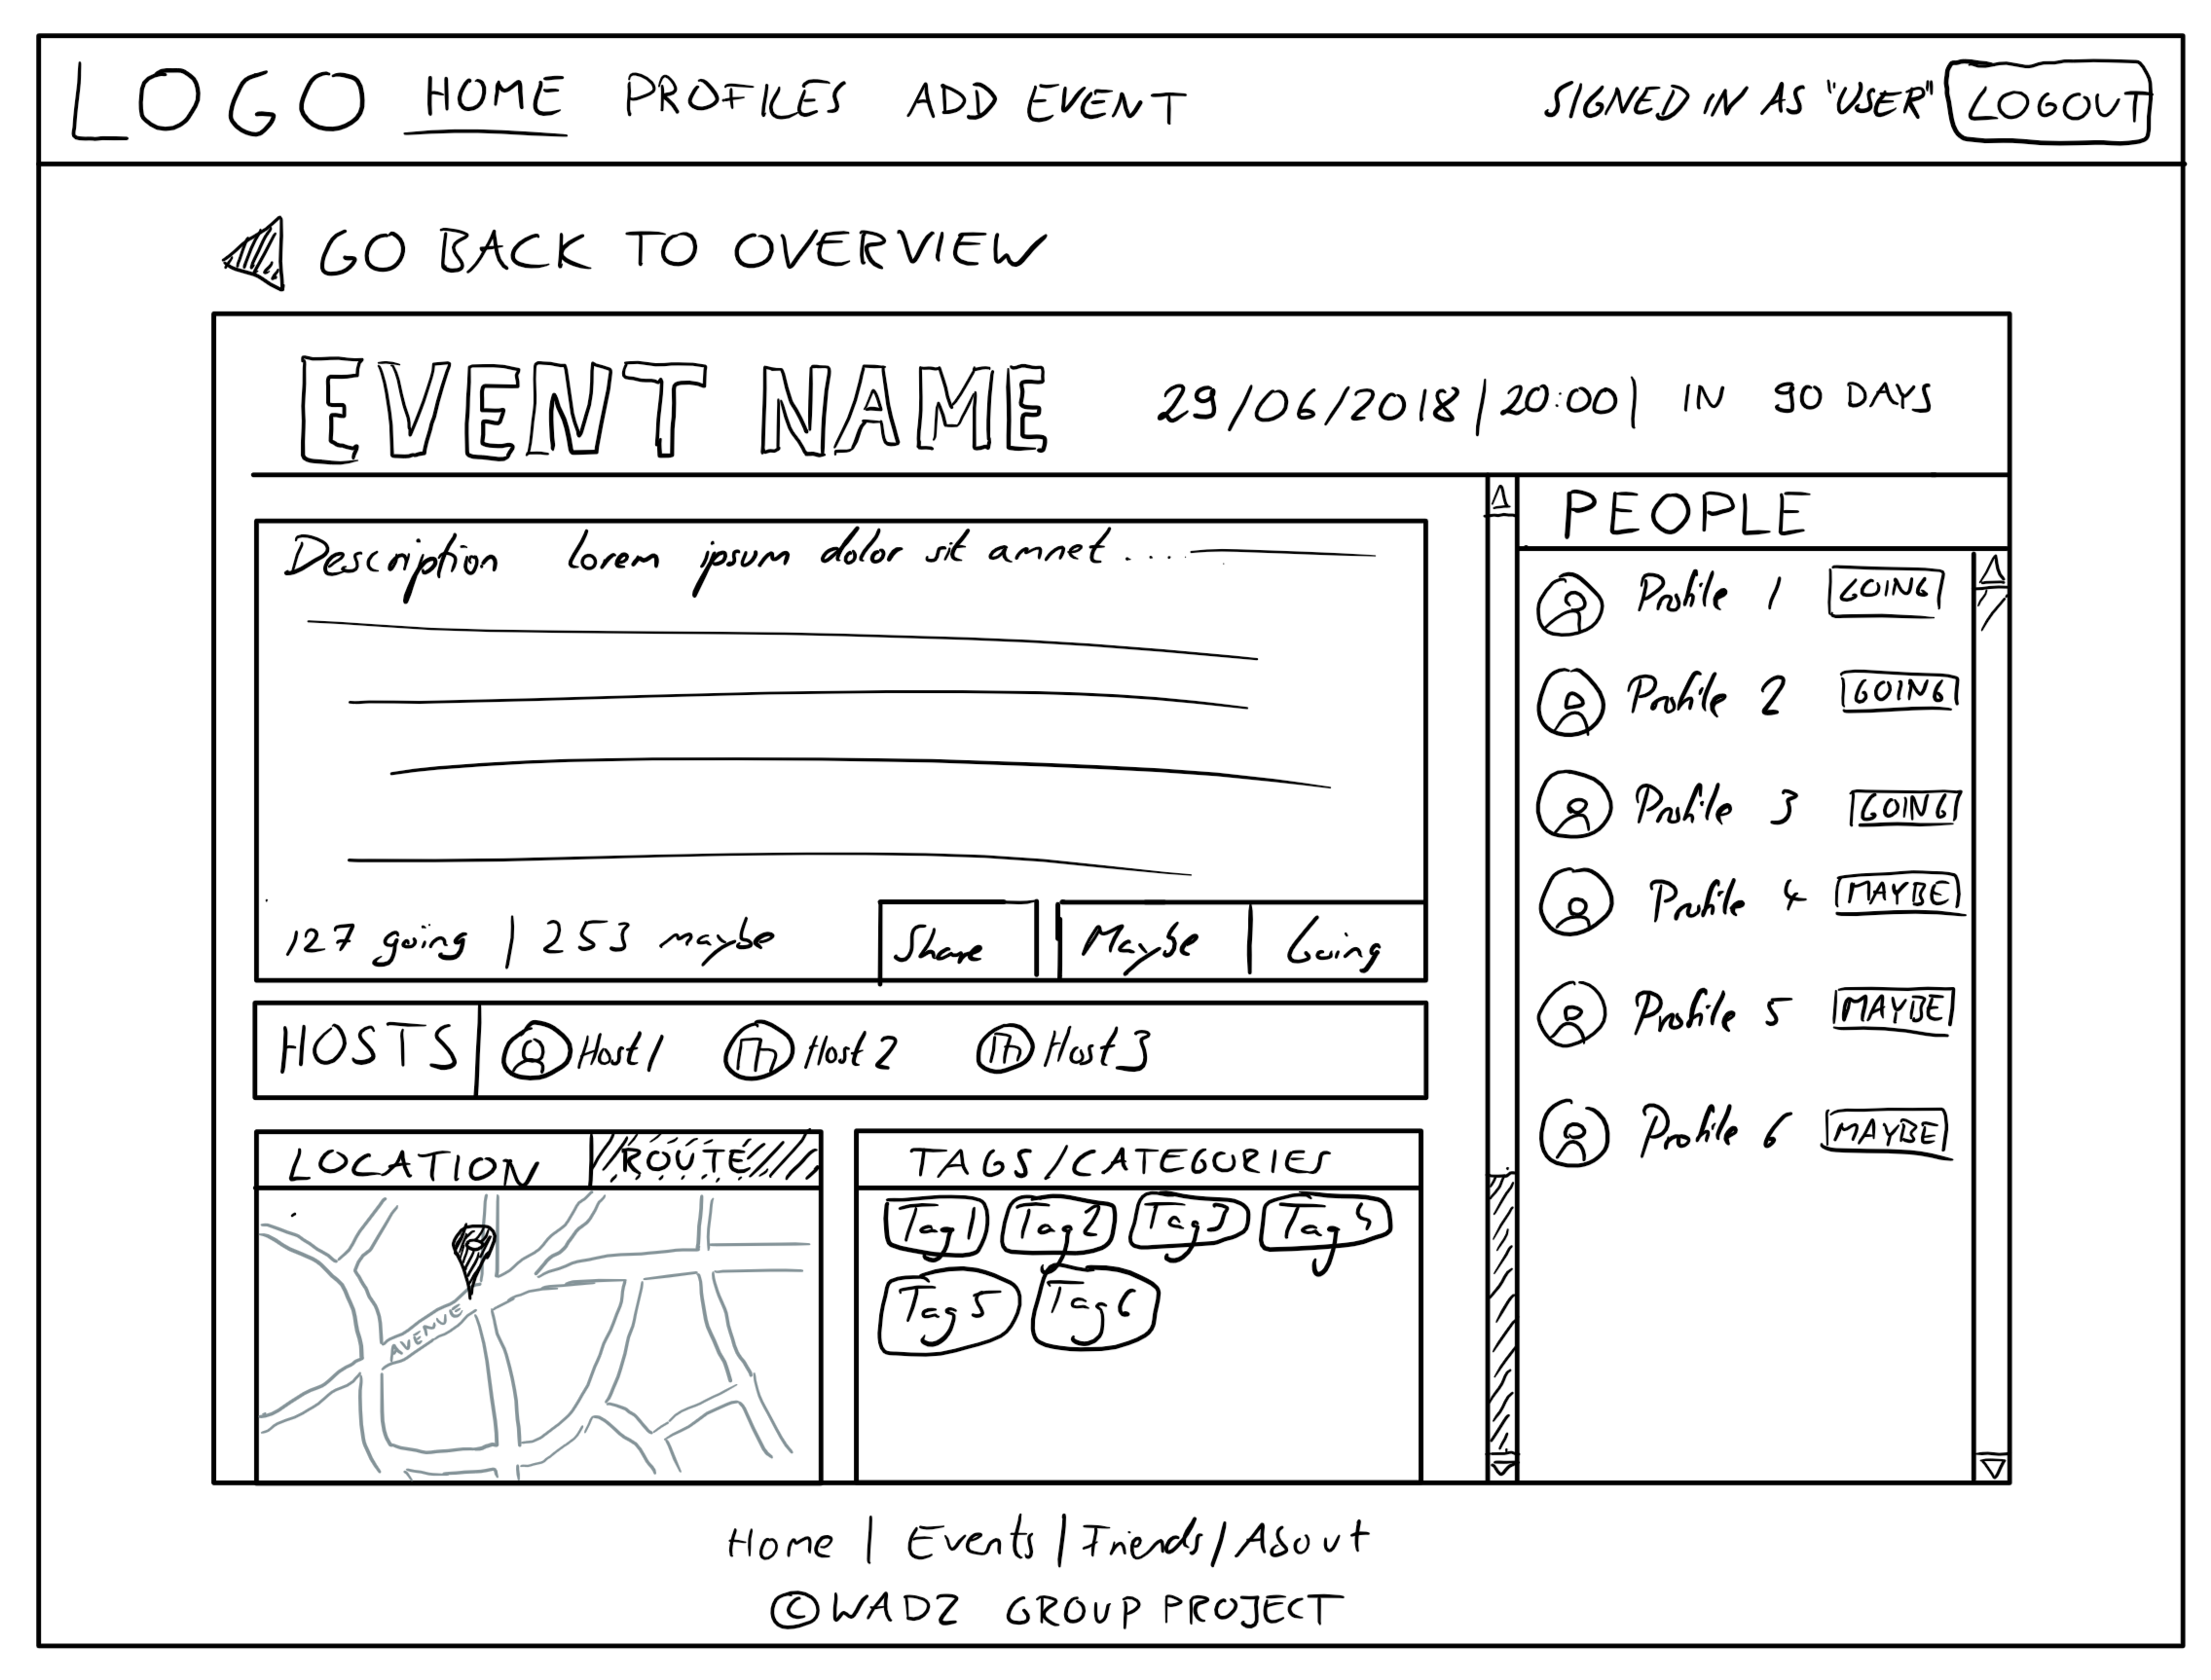 LOGO HOME PROFILES ADD EVENT SIGNED IN AS "USER" LOGOUT
GO BACK TO OVERVIEW
EVENT NAME 29/06/2018 | 20:00 | IN 90 DAYS
Description lorem ipsum dolor sit amnet ....
127 going | 253 maybe Share Maybe Going
HOSTS Host 1 Host 2 Host 3
LOCATION ROUTE
AVENUE
TAGS/CATEGORIES
Tag 1 Tag 2 Tag 3 Tag 4
Tag 5 Tag 6
PEOPLE
Profile 1 GOING
Profile 2 GOING
Profile 3 GOING
Profile 4 MAYBE
Profile 5 MAYBE
Profile 6 MAYBE
Home | Events | Friends | About
© WAD2 GROUP PROJECT